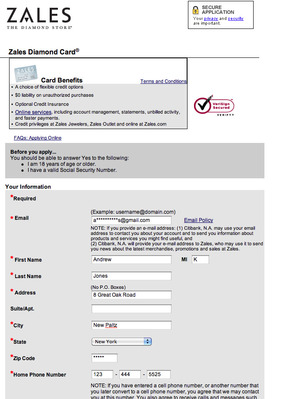 ZALES
THE DIAMOND STORE
SECURE
APPLICATION
Your privacy and security
are important.
Zales Diamond Card®
ZALES
Card Benefits
Terms and Conditions
• A choice of flexible credit options
• $0 liability on unauthorized purchases
• Optional Credit Insurance
• Online services, including account management, statements, unbilled activity,
and faster payments.
• Credit privileges at Zales Jewelers, Zales Outlet and online at Zales.com
VeriSign
Secured
VERIFY
FAQs: Applying Online
Before you apply...
You should be able to answer Yes to the following:
• I am 18 years of age or older.
• I have a valid Social Security Number.
Your Information
*Required
(Example: username@domain.com)
*Email
a**********s@gmail.com
Email Policy
NOTE: If you provide an e-mail address: (1) Citibank, N.A. may use your email
address to contact you about your account and to send you information about
products and services you might find useful, and
(2) Citibank, N.A. will provide your e-mail address to Zales, who may use it to send
you news about the latest merchandise, promotions and sales at Zales.
*First Name
Andrew
MI
K
*Last Name
Jones
(No P.O. Boxes)
*Address
8 Great Oak Road
Suite/Apt.
*City
New Paltz
*State
New York
*Zip Code
*****
*Home Phone Number
123 - 444 - 5525
NOTE: If you have entered a cell phone number, or another number that
you later convert to a cell phone number, you agree that we may contact
you at this number. You also agree to receive calls and messages such